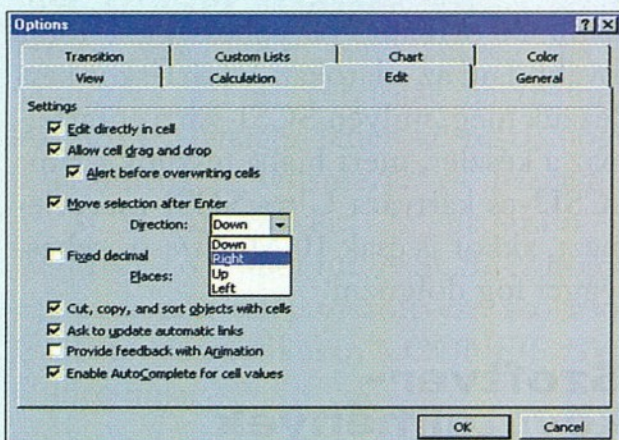 Options
Transition Custom Lists Chart Color
View Calculation Edit General
Settings
Edit directly in cell
Allow cell drag and drop
Alert before overwriting cells
Move selection after Enter
Direction: Down
Down
Right
Up
Left
Fixed decimal
Places:
Cut, copy, and sort objects with cells
Ask to update automatic links
Provide feedback with Animation
Enable AutoComplete for cell values
OK Cancel